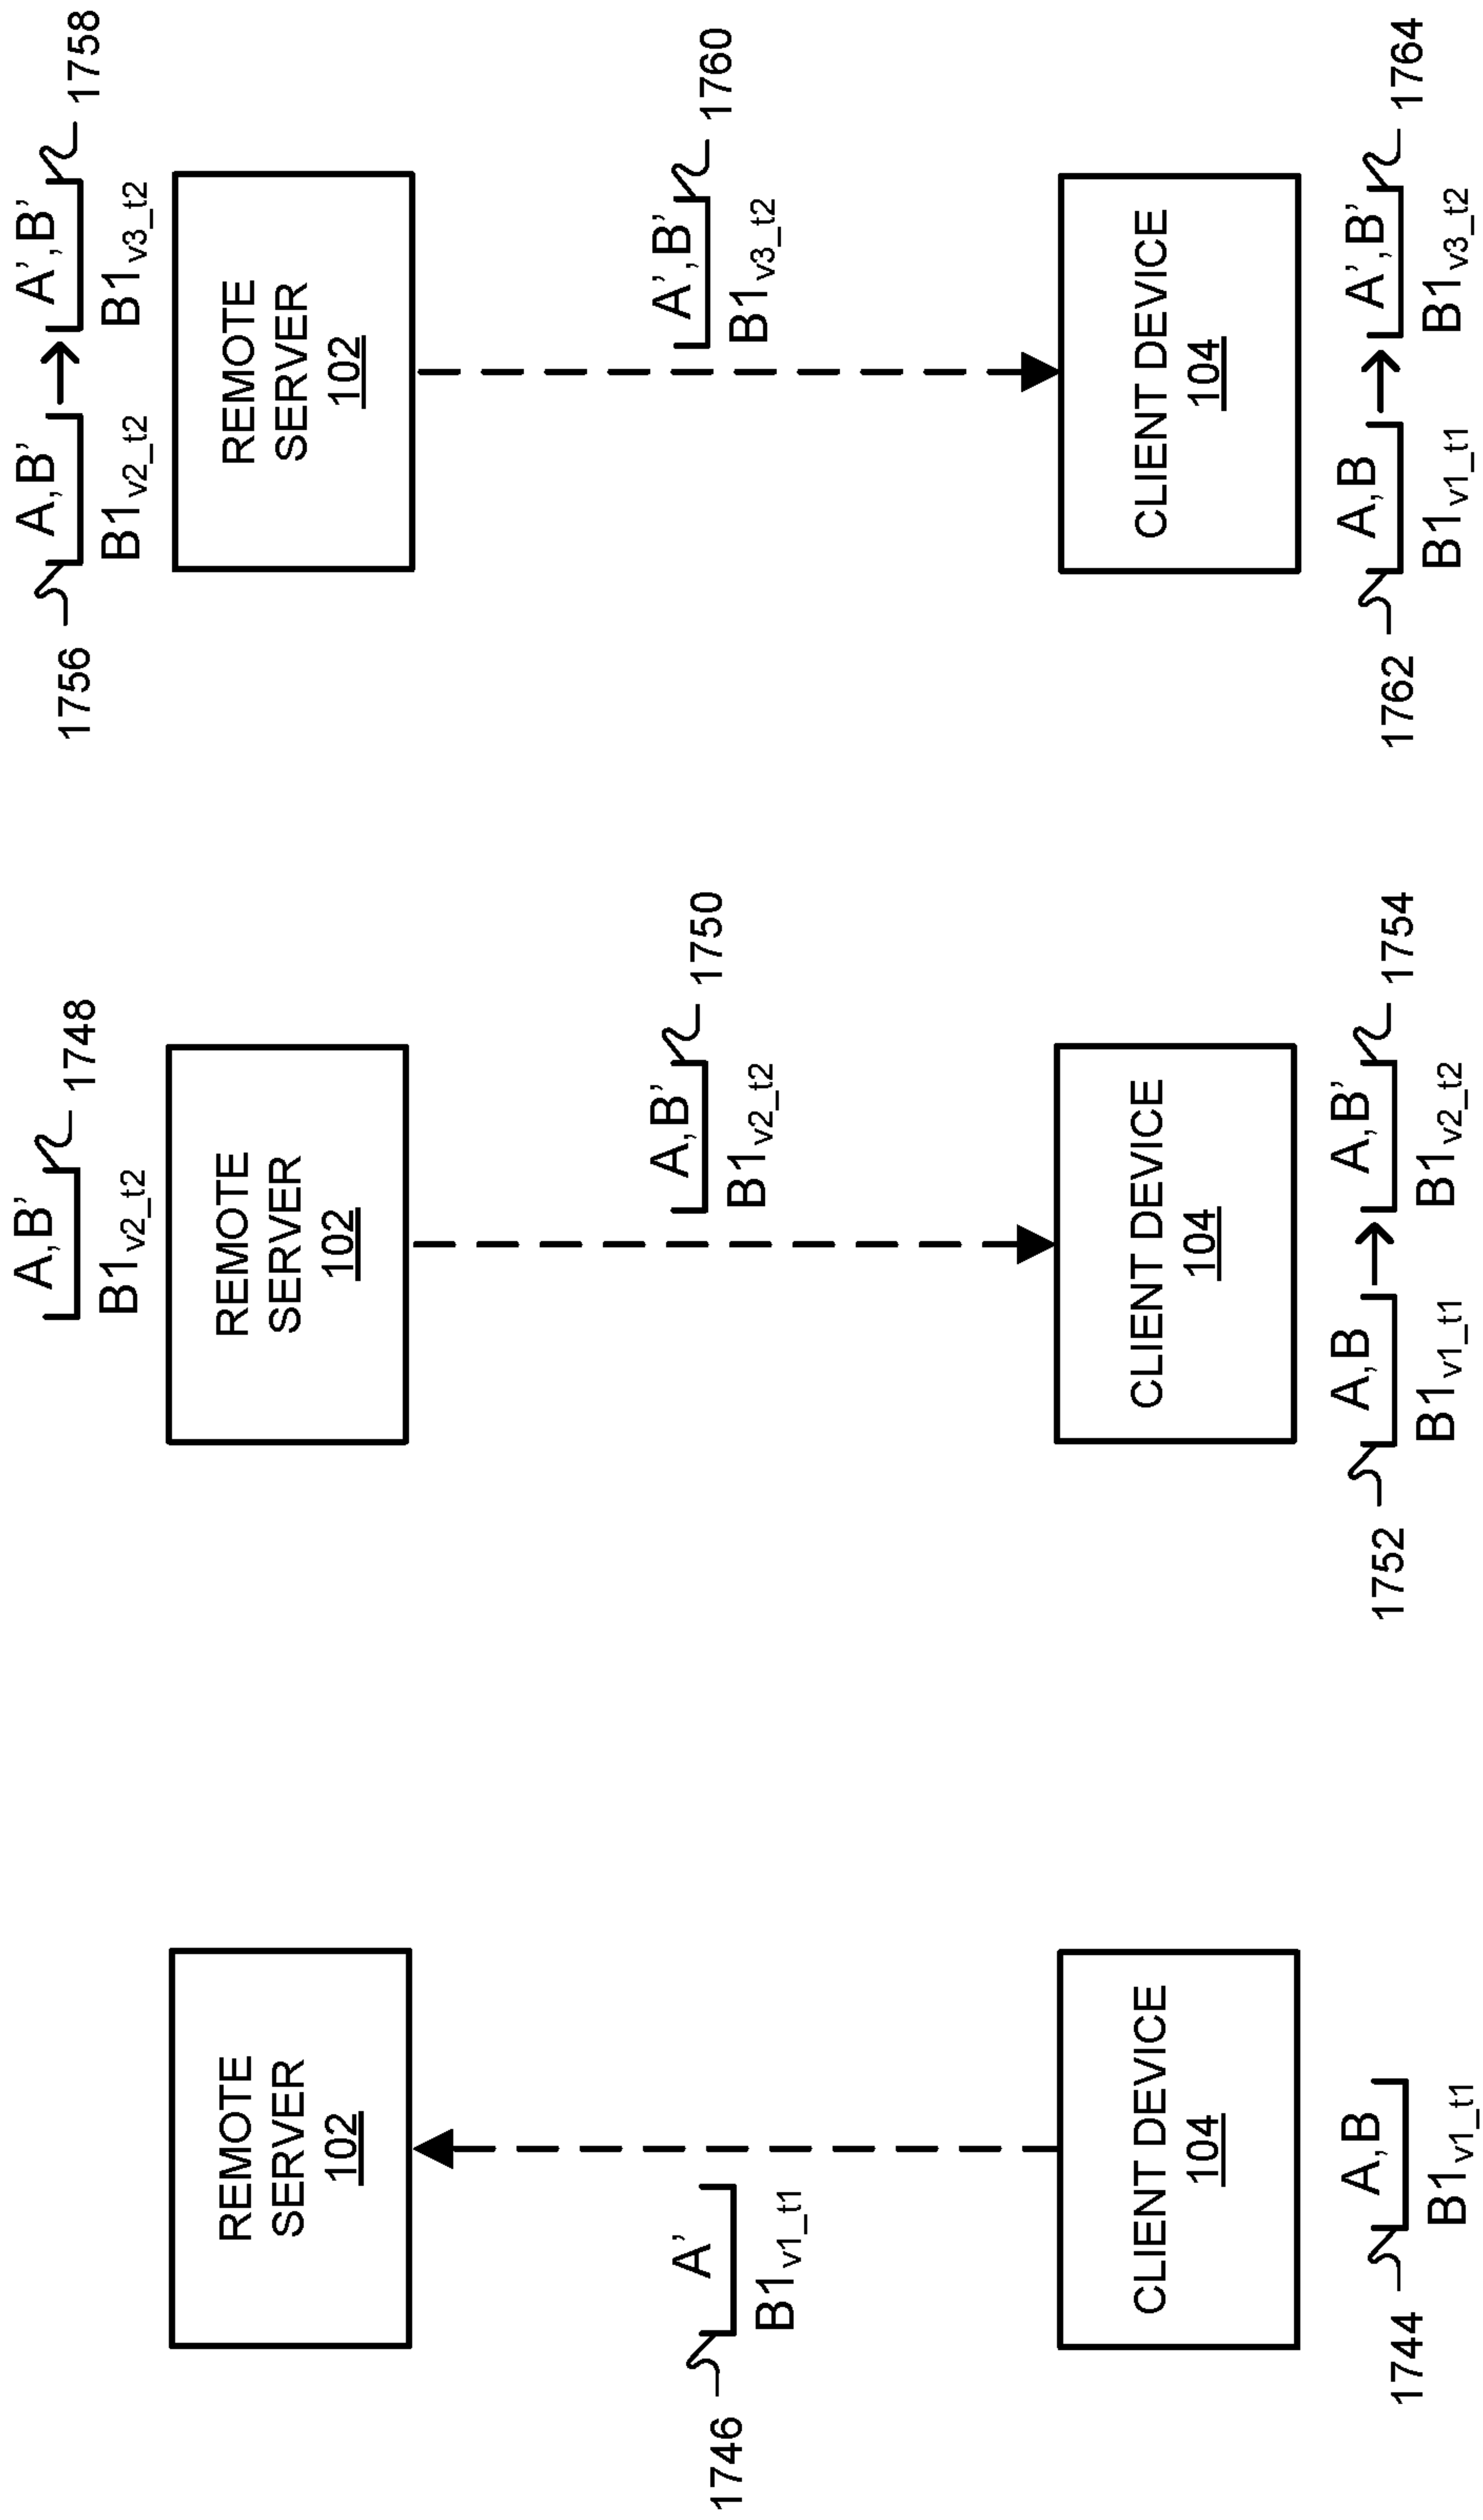 REMOTE
SERVER
102
A'
B1v1_t1
1746
CLIENT DEVICE
104
1744
A, B
B1v1_t1
A, B'
B1v2_t2
1748
REMOTE
SERVER
102
A, B'
B1v2_t2
1750
CLIENT DEVICE
104
1752
A, B
B1v1_t1
A, B'
B1v2_t2
1754
1756
A, B'
B1v2_t2
A', B'
B1v3_t2
1758
REMOTE
SERVER
102
A', B'
B1v3_t2
1760
CLIENT DEVICE
104
1762
A, B
B1v1_t1
A', B'
B1v3_t2
1764